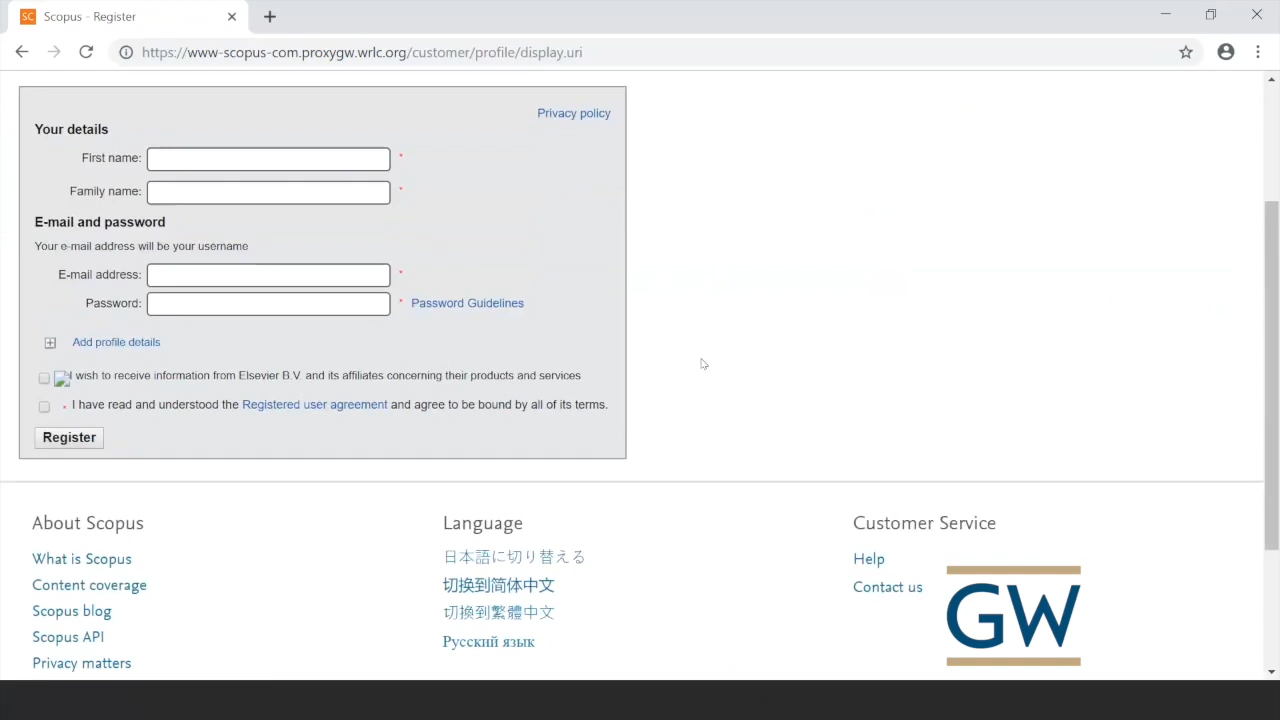 SC Scopus - Register
https://www-scopus-com.proxygw.wrlc.org/customer/profile/display.uri
Privacy policy
Your details
First name: *
Family name: *
E-mail and password
Your e-mail address will be your username
E-mail address: *
Password: * Password Guidelines
Add profile details
I wish to receive information from Elsevier B.V. and its affiliates concerning their products and services
* I have read and understood the Registered user agreement and agree to be bound by all of its terms.
Register
About Scopus
What is Scopus
Content coverage
Scopus blog
Scopus API
Privacy matters
Language
日本語に切り替える
切换到简体中文
切換到繁體中文
Русский язык
Customer Service
Help
Contact us
GW